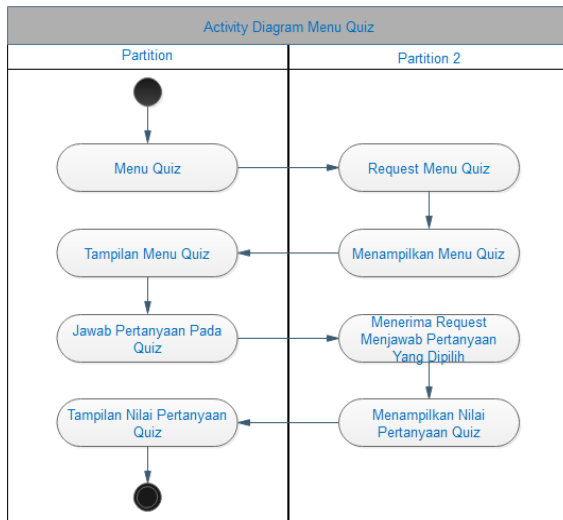 Activity Diagram Menu Quiz
Partition
Partition 2
Menu Quiz
Request Menu Quiz
Tampilan Menu Quiz
Menampilkan Menu Quiz
Jawab Pertanyaan Pada
Quiz
Menerima Request
Menjawab Pertanyaan
Yang Dipilih
Tampilan Nilai Pertanyaan
Quiz
Menampilkan Nilai
Pertanyaan Quiz